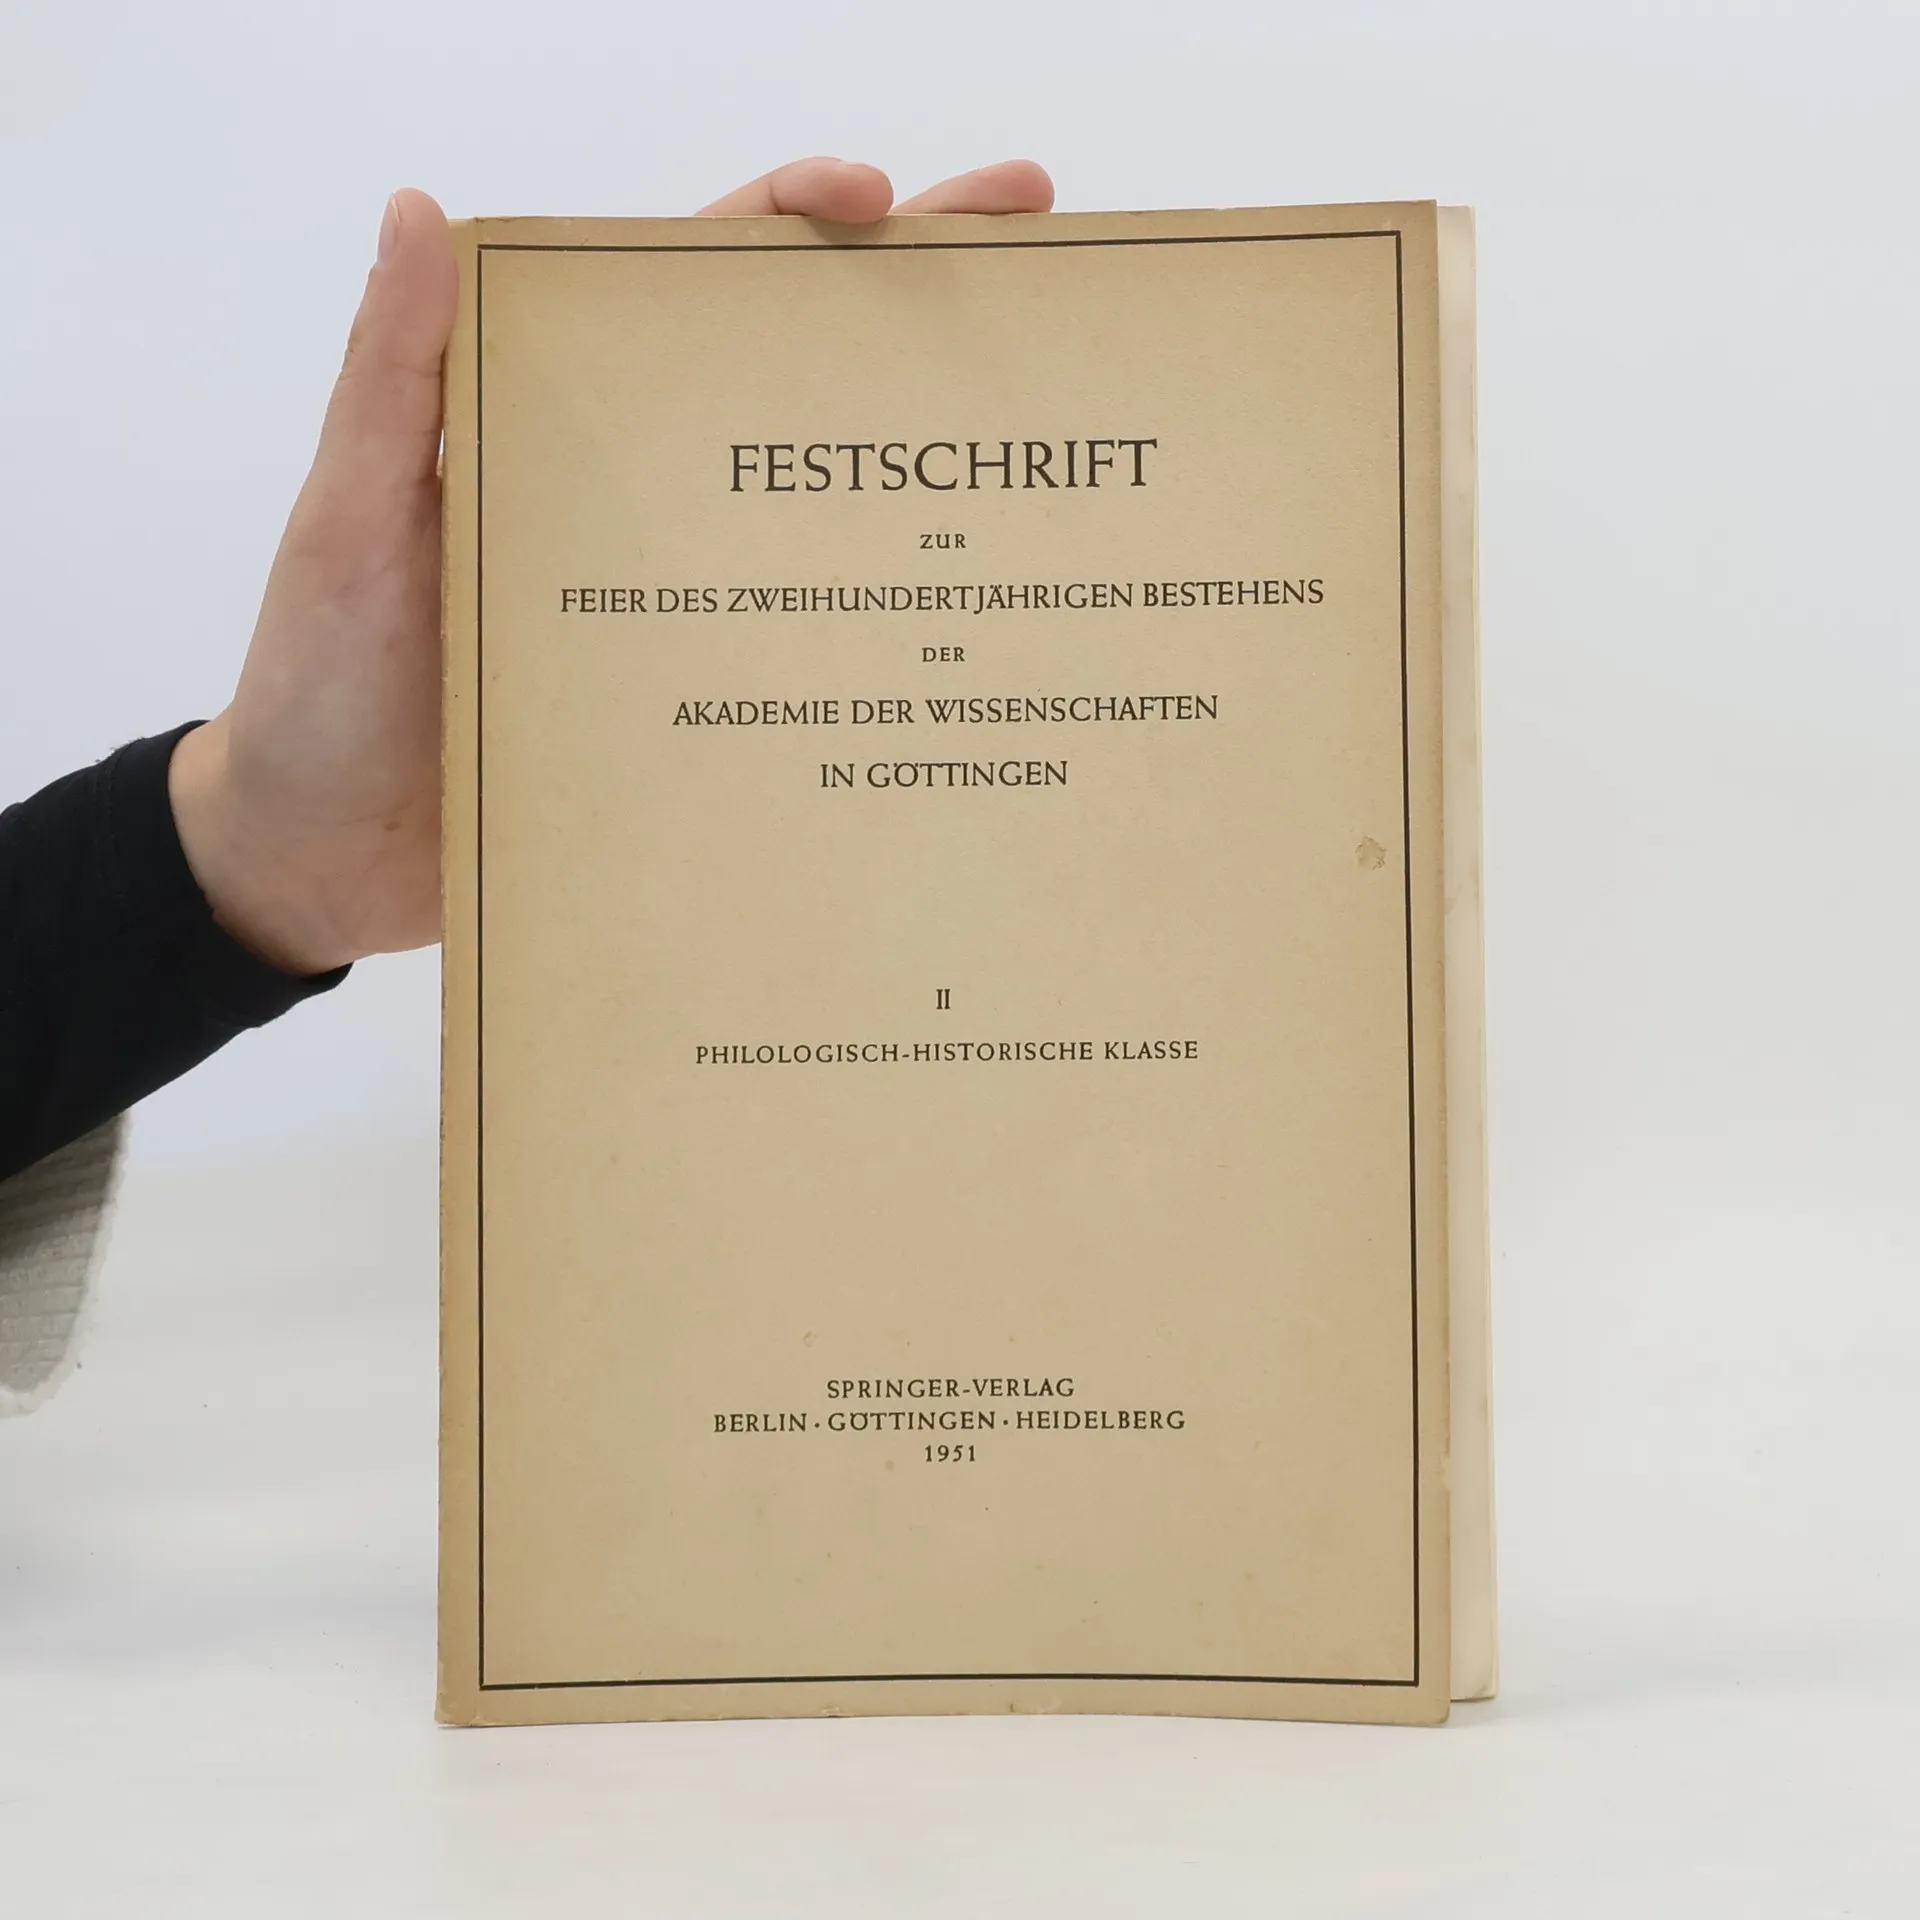 FESTSCHRIFT
ZUR
FEIER DES ZWEIHUNDERTJÄHRIGEN BESTEHENS
DER
AKADEMIE DER WISSENSCHAFTEN
IN GÖTTINGEN
II
PHILOLOGISCH-HISTORISCHE KLASSE
SPRINGER-VERLAG
BERLIN · GÖTTINGEN · HEIDELBERG
1951